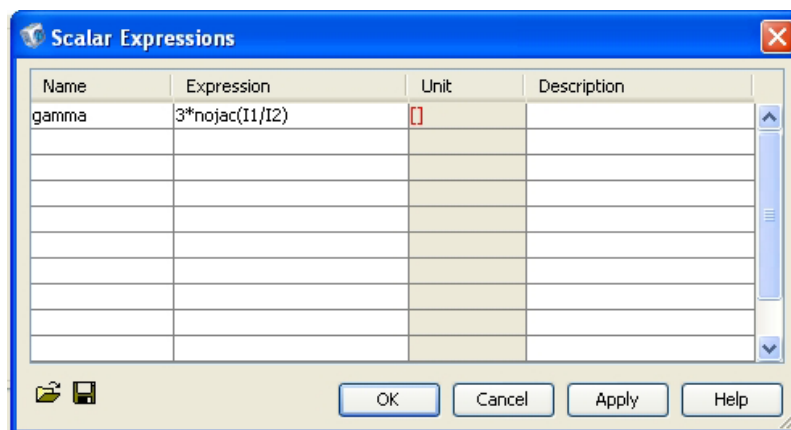 Scalar Expressions
Name Expression Unit Description
gamma 3*nojac(I1/I2) []
OK Cancel Apply Help